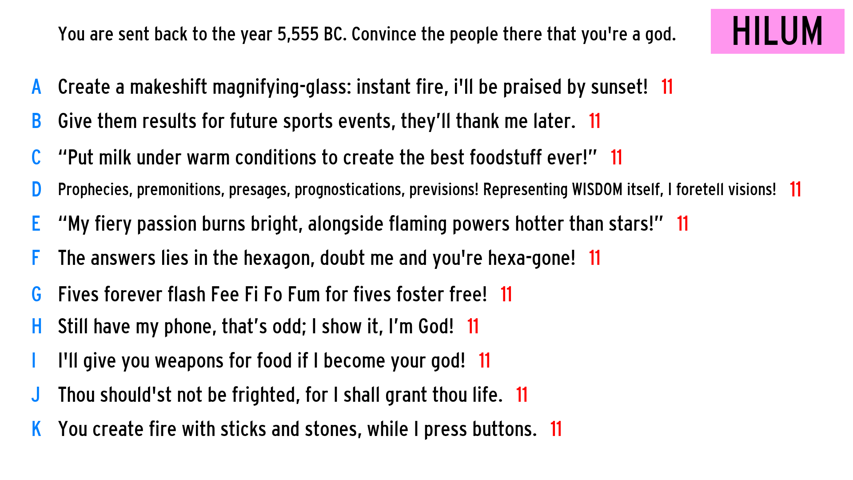 You are sent back to the year 5,555 BC. Convince the people there that you're a god.
HILUM
A Create a makeshift magnifying-glass: instant fire, i'll be praised by sunset! 11
B Give them results for future sports events, they’ll thank me later. 11
C “Put milk under warm conditions to create the best foodstuff ever!” 11
D Prophecies, premonitions, presages, prognostications, previsions! Representing WISDOM itself, I foretell visions! 11
E “My fiery passion burns bright, alongside flaming powers hotter than stars!” 11
F The answers lies in the hexagon, doubt me and you're hexa-gone! 11
G Fives forever flash Fee Fi Fo Fum for fives foster free! 11
H Still have my phone, that’s odd; I show it, I’m God! 11
I I'll give you weapons for food if I become your god! 11
J Thou should'st not be frighted, for I shall grant thou life. 11
K You create fire with sticks and stones, while I press buttons. 11